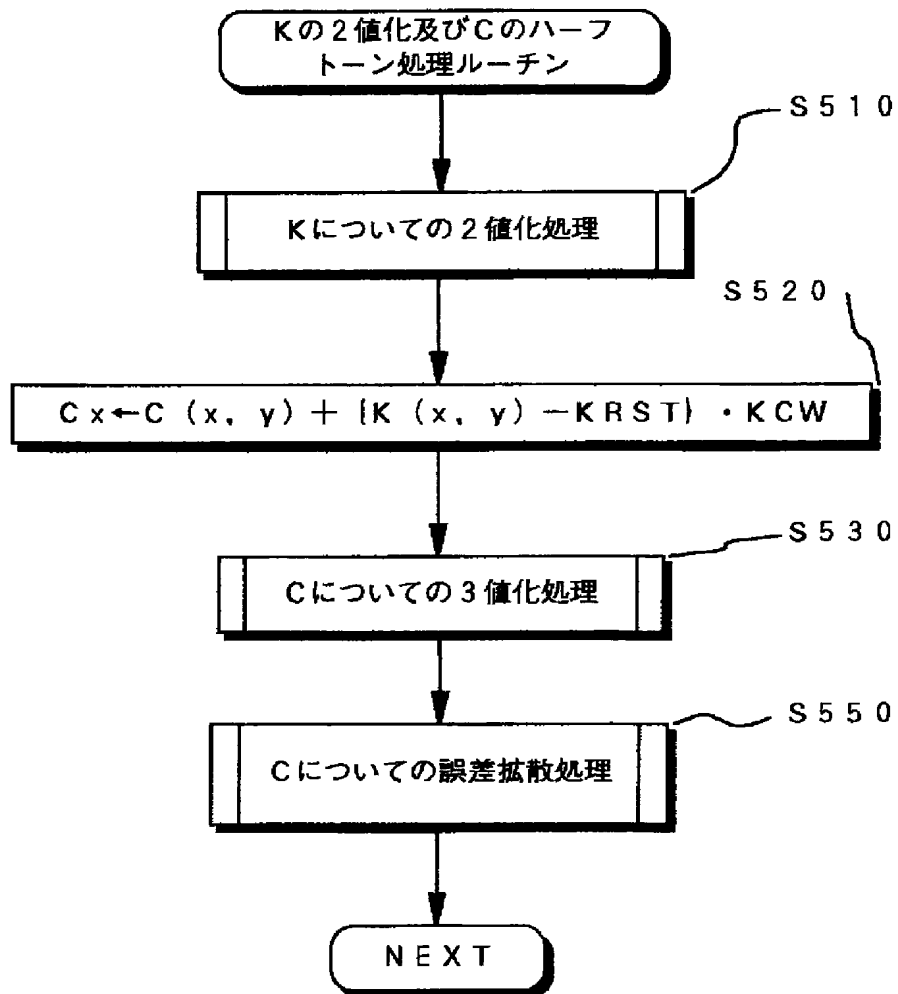 Kの2値化及びCのハーフ
トーン処理ルーチン
S510
Kについての2値化処理
S520
Cx←C(x,y)+{K(x,y)−KRST}・KCW
S530
Cについての3値化処理
S550
Cについての誤差拡散処理
NEXT